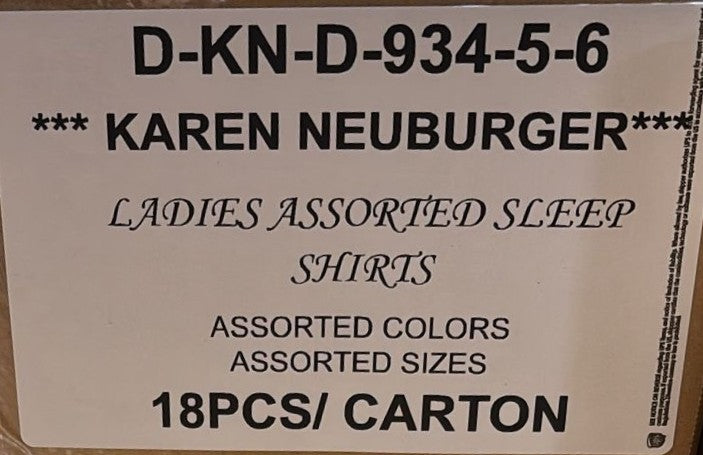 D-KN-D-934-5-6
*** KAREN NEUBURGER***
LADIES ASSORTED SLEEP
SHIRTS
ASSORTED COLORS
ASSORTED SIZES
18PCS/ CARTON